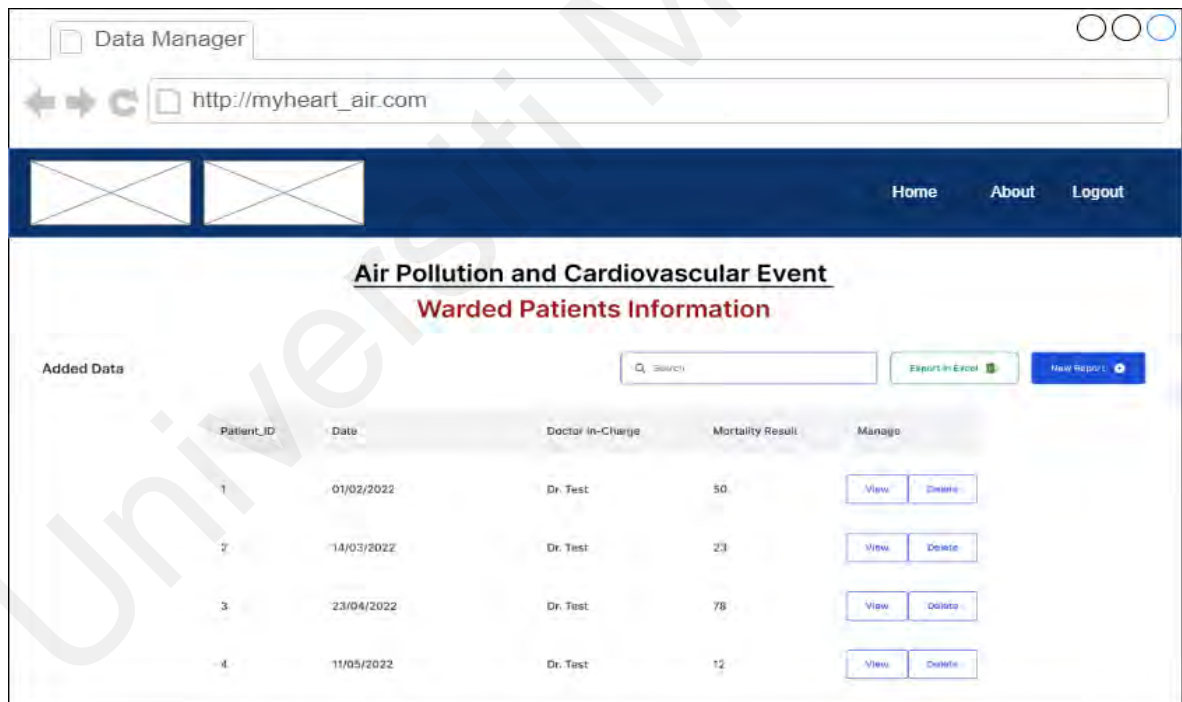 Data Manager
http://myheart_air.com
Home About Logout
Air Pollution and Cardiovascular Event
Warded Patients Information
Added Data Search Export in Excel New Report
Patient_ID Date Doctor In-Charge Mortality Result Manage
1 01/02/2022 Dr. Test 50 View Delete
2 14/03/2022 Dr. Test 23 View Delete
3 23/04/2022 Dr. Test 78 View Delete
4 11/05/2022 Dr. Test 12 View Delete
Universiti M